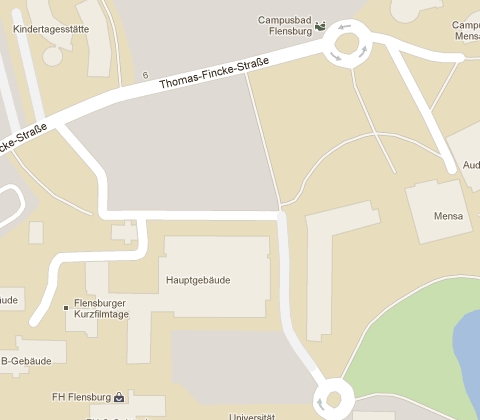 Campusbad
Flensburg
Campu
Mensa
Kindertagesstätte
6
Thomas-Fincke-Straße
cke-Straße
Aud
Mensa
Hauptgebäude
äude
Flensburger
Kurzfilmtage
B-Gebäude
FH Flensburg
Universität